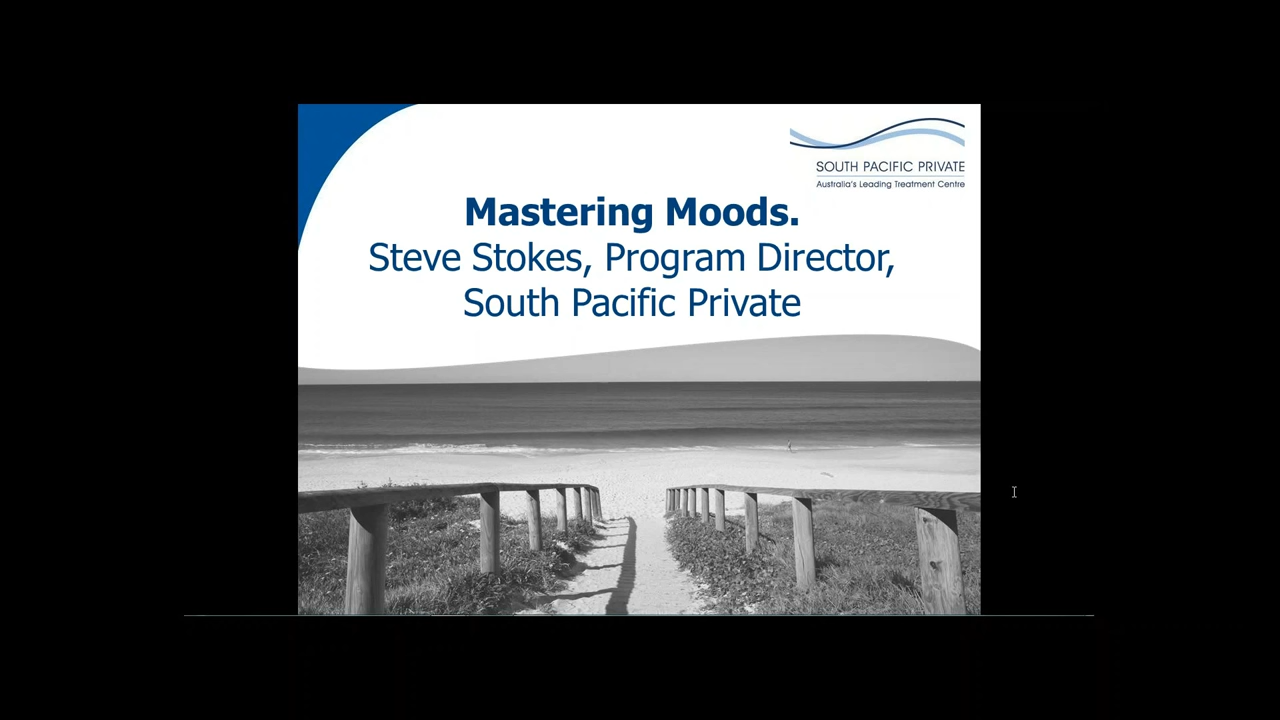 SOUTH PACIFIC PRIVATE
Australia's Leading Treatment Centre
Mastering Moods.
Steve Stokes, Program Director,
South Pacific Private